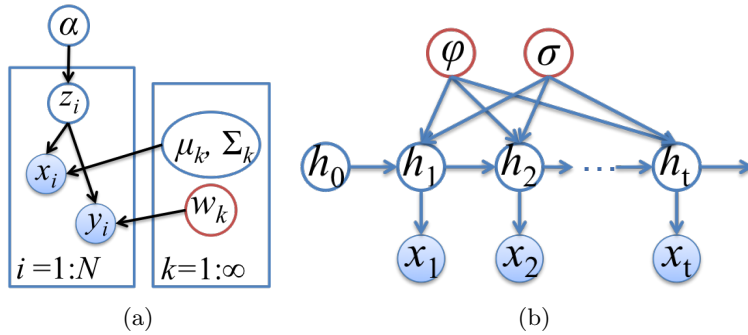 α
z_i
x_i
y_i
i=1:N
μ_k, Σ_k
w_k
k=1:∞
(a)
φ σ
h_0 h_1 h_2 ... h_t
x_1 x_2 x_t
(b)